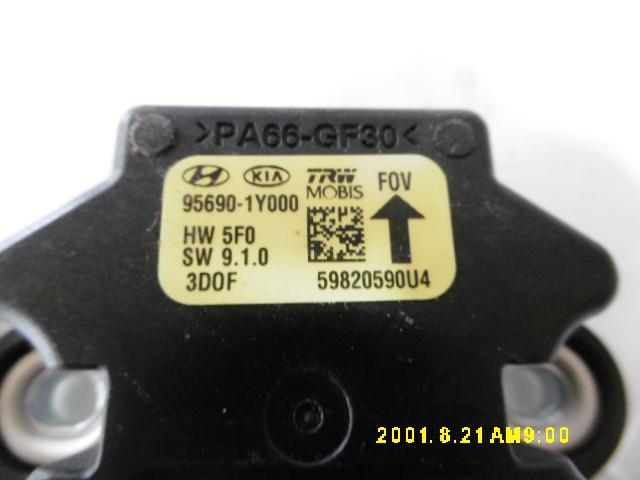 >PA66-GF30<
HYUNDAI KIA TRW MOBIS FOV
95690-1Y000
HW 5F0
SW 9.1.0
3DOF 59820590U4
2001.8.21 AM9:00